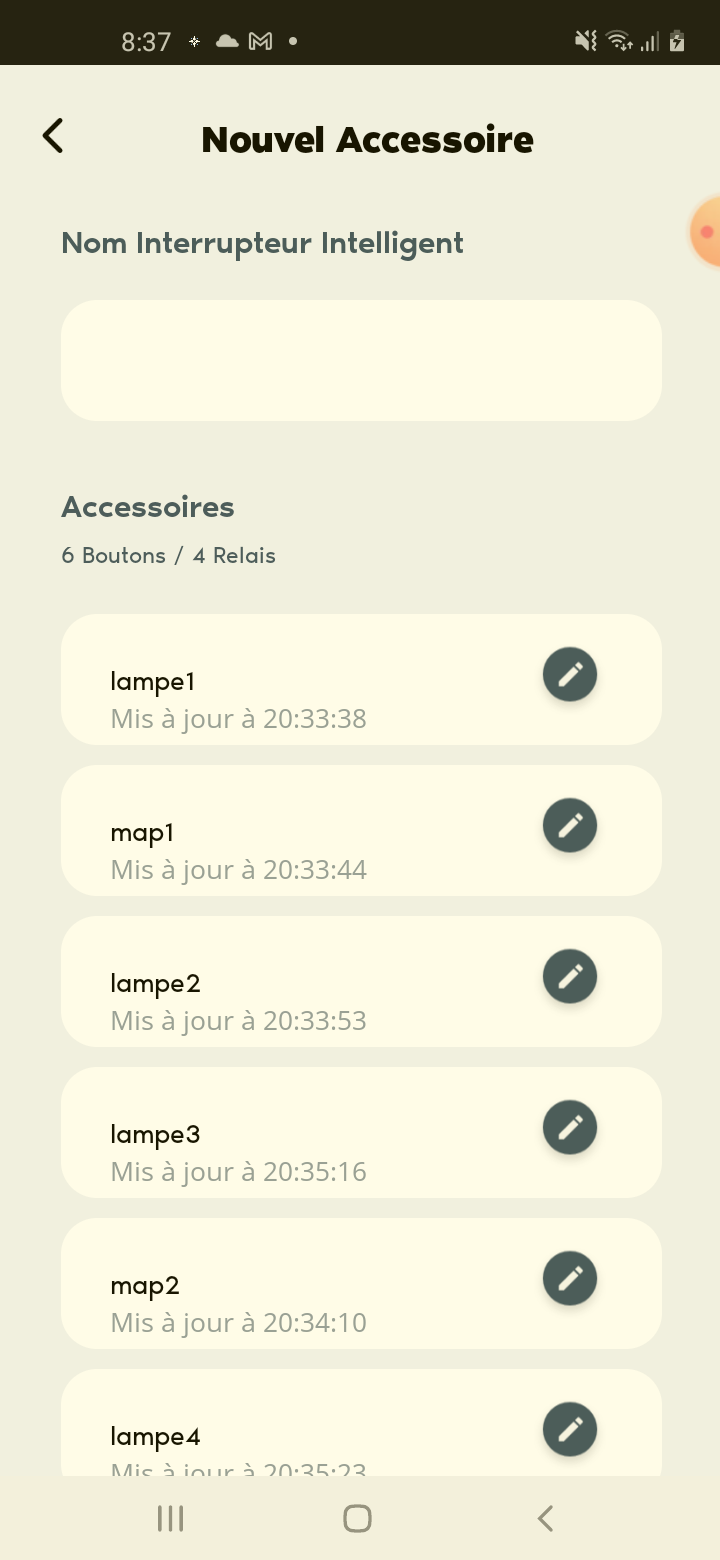 8:37
Nouvel Accessoire
Nom Interrupteur Intelligent
Accessoires
6 Boutons / 4 Relais
lampe1
Mis à jour à 20:33:38
map1
Mis à jour à 20:33:44
lampe2
Mis à jour à 20:33:53
lampe3
Mis à jour à 20:35:16
map2
Mis à jour à 20:34:10
lampe4
Mis à jour à 20:35:23